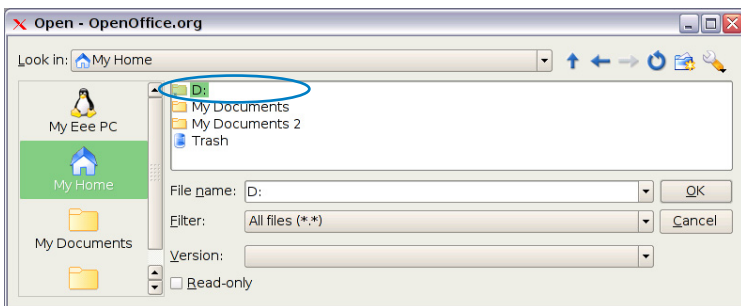 Open - OpenOffice.org
Look in: My Home
D:
My Documents
My Documents 2
Trash
My Eee PC
My Home
My Documents
File name: D: OK
Filter: All files (*.*) Cancel
Version:
Read-only